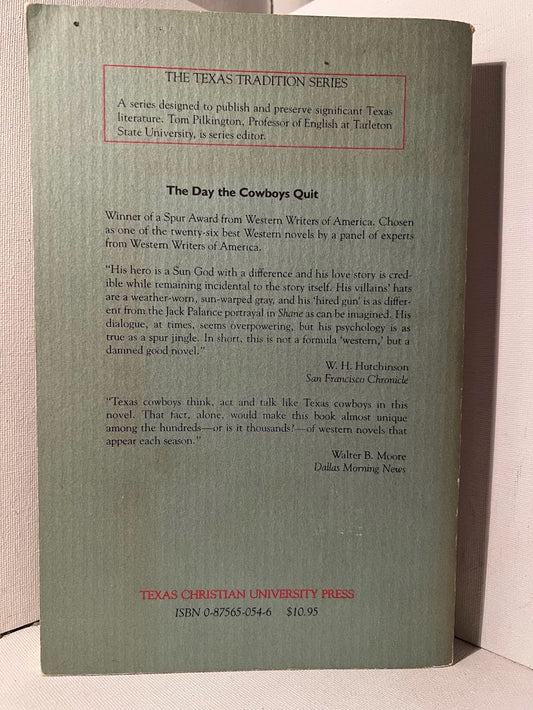 THE TEXAS TRADITION SERIES
A series designed to publish and preserve significant Texas
literature. Tom Pilkington, Professor of English at Tarleton
State University, is series editor.
The Day the Cowboys Quit
Winner of a Spur Award from Western Writers of America. Chosen
as one of the twenty-six best Western novels by a panel of experts
from Western Writers of America.
"His hero is a Sun God with a difference and his love story is cred-
ible while remaining incidental to the story itself. His villains' hats
are a weather-worn, sun-warped gray, and his 'hired gun' is as differ-
ent from the Jack Palance portrayal in Shane as can be imagined. His
dialogue, at times, seems overpowering, but his psychology is as
true as a spur jingle. In short, this is not a formula 'western,' but a
damned good novel."
W. H. Hutchinson
San Francisco Chronicle
"Texas cowboys think, act and talk like Texas cowboys in this
novel. That fact, alone, would make this book almost unique
among the hundreds—or is it thousands?—of western novels that
appear each season."
Walter B. Moore
Dallas Morning News
TEXAS CHRISTIAN UNIVERSITY PRESS
ISBN 0-87565-054-6 $10.95